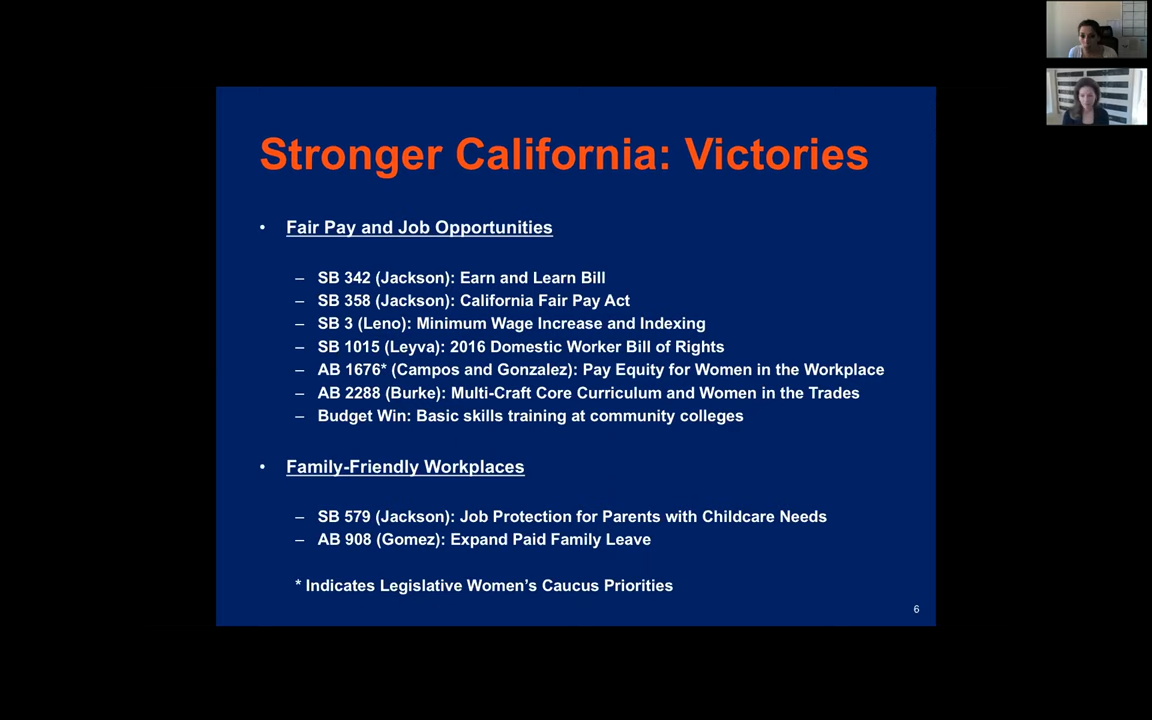 Stronger California: Victories
• Fair Pay and Job Opportunities
– SB 342 (Jackson): Earn and Learn Bill
– SB 358 (Jackson): California Fair Pay Act
– SB 3 (Leno): Minimum Wage Increase and Indexing
– SB 1015 (Leyva): 2016 Domestic Worker Bill of Rights
– AB 1676* (Campos and Gonzalez): Pay Equity for Women in the Workplace
– AB 2288 (Burke): Multi-Craft Core Curriculum and Women in the Trades
– Budget Win: Basic skills training at community colleges
• Family-Friendly Workplaces
– SB 579 (Jackson): Job Protection for Parents with Childcare Needs
– AB 908 (Gomez): Expand Paid Family Leave
* Indicates Legislative Women’s Caucus Priorities
6